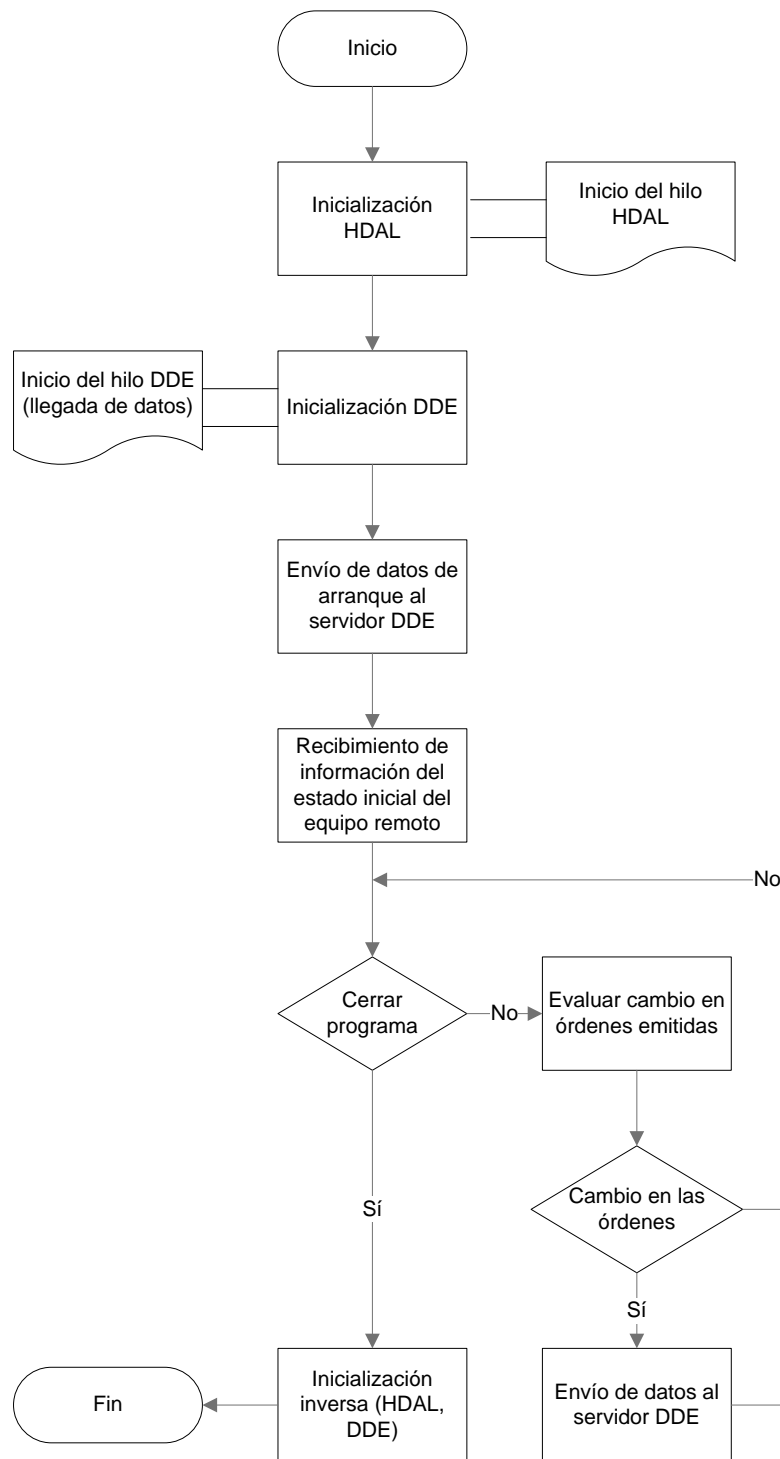 Inicio
Inicialización
HDAL
Inicio del hilo
HDAL
Inicio del hilo DDE
(llegada de datos)
Inicialización DDE
Envío de datos de
arranque al
servidor DDE
Recibimiento de
información del
estado inicial del
equipo remoto
No
Cerrar
programa
No
Evaluar cambio en
órdenes emitidas
Cambio en las
órdenes
Sí
Sí
Fin
Inicialización
inversa (HDAL,
DDE)
Envío de datos al
servidor DDE